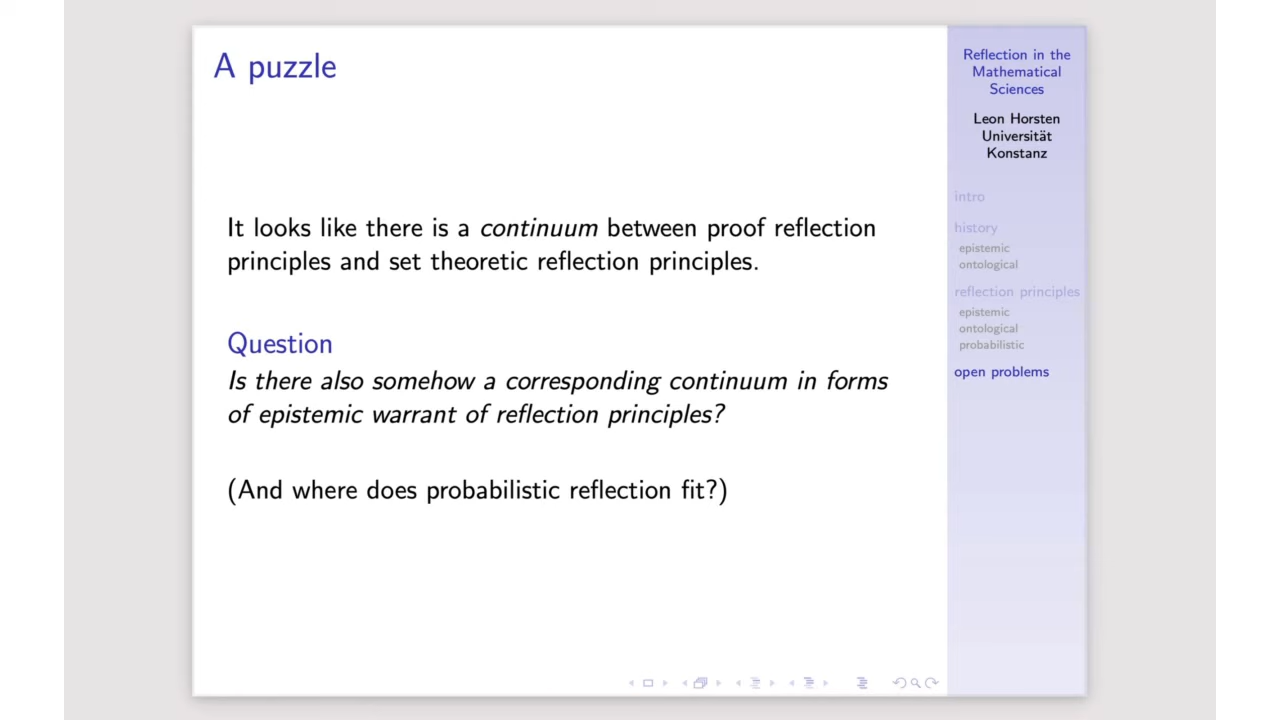 A puzzle
It looks like there is a continuum between proof reflection
principles and set theoretic reflection principles.
Question
Is there also somehow a corresponding continuum in forms
of epistemic warrant of reflection principles?
(And where does probabilistic reflection fit?)
Reflection in the
Mathematical
Sciences
Leon Horsten
Universität
Konstanz
intro
history
epistemic
ontological
reflection principles
epistemic
ontological
probabilistic
open problems